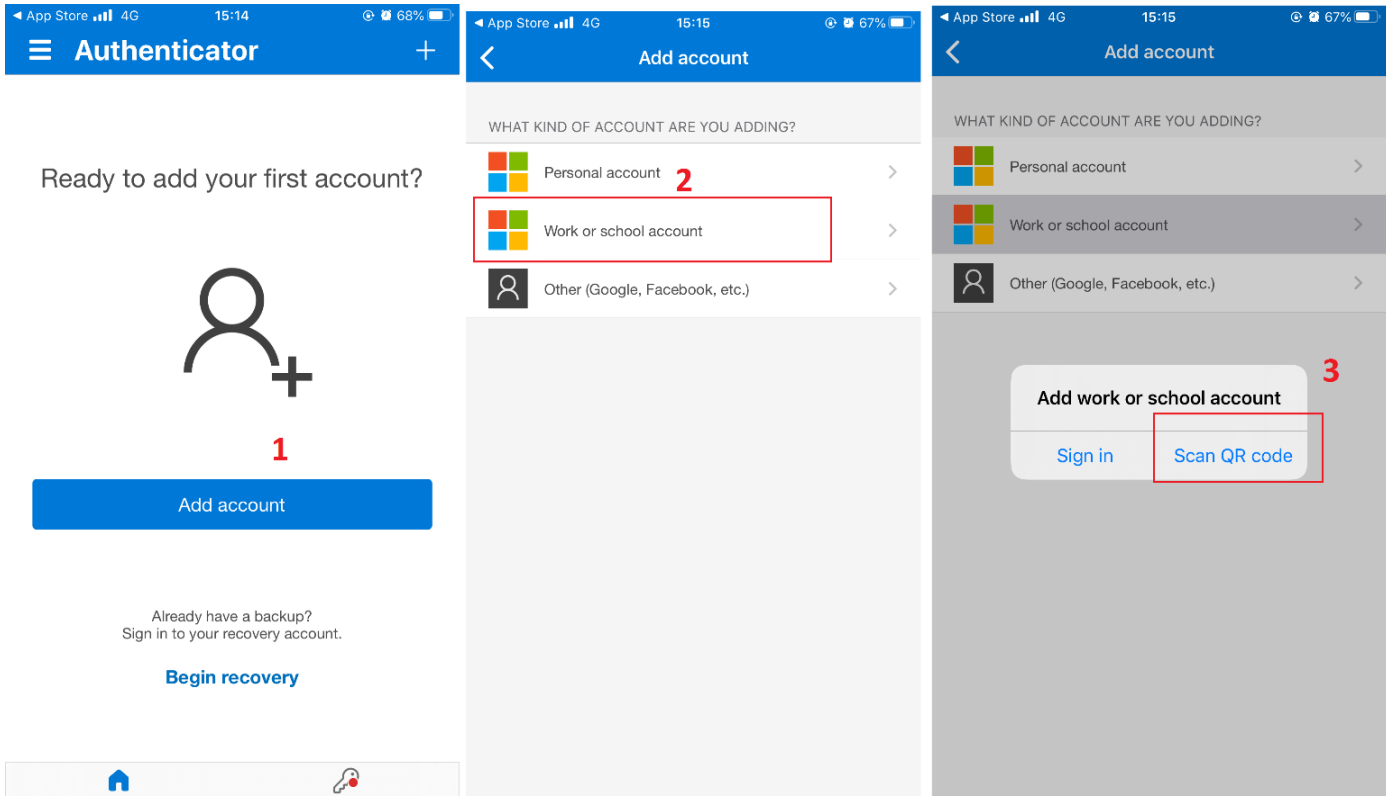 App Store 4G 15:14 68%
Authenticator
Ready to add your first account?
1
Add account
Already have a backup?
Sign in to your recovery account.
Begin recovery
App Store 4G 15:15 67%
Add account
WHAT KIND OF ACCOUNT ARE YOU ADDING?
Personal account
2
Work or school account
Other (Google, Facebook, etc.)
App Store 4G 15:15 67%
Add account
WHAT KIND OF ACCOUNT ARE YOU ADDING?
Personal account
Work or school account
Other (Google, Facebook, etc.)
3
Add work or school account
Sign in Scan QR code